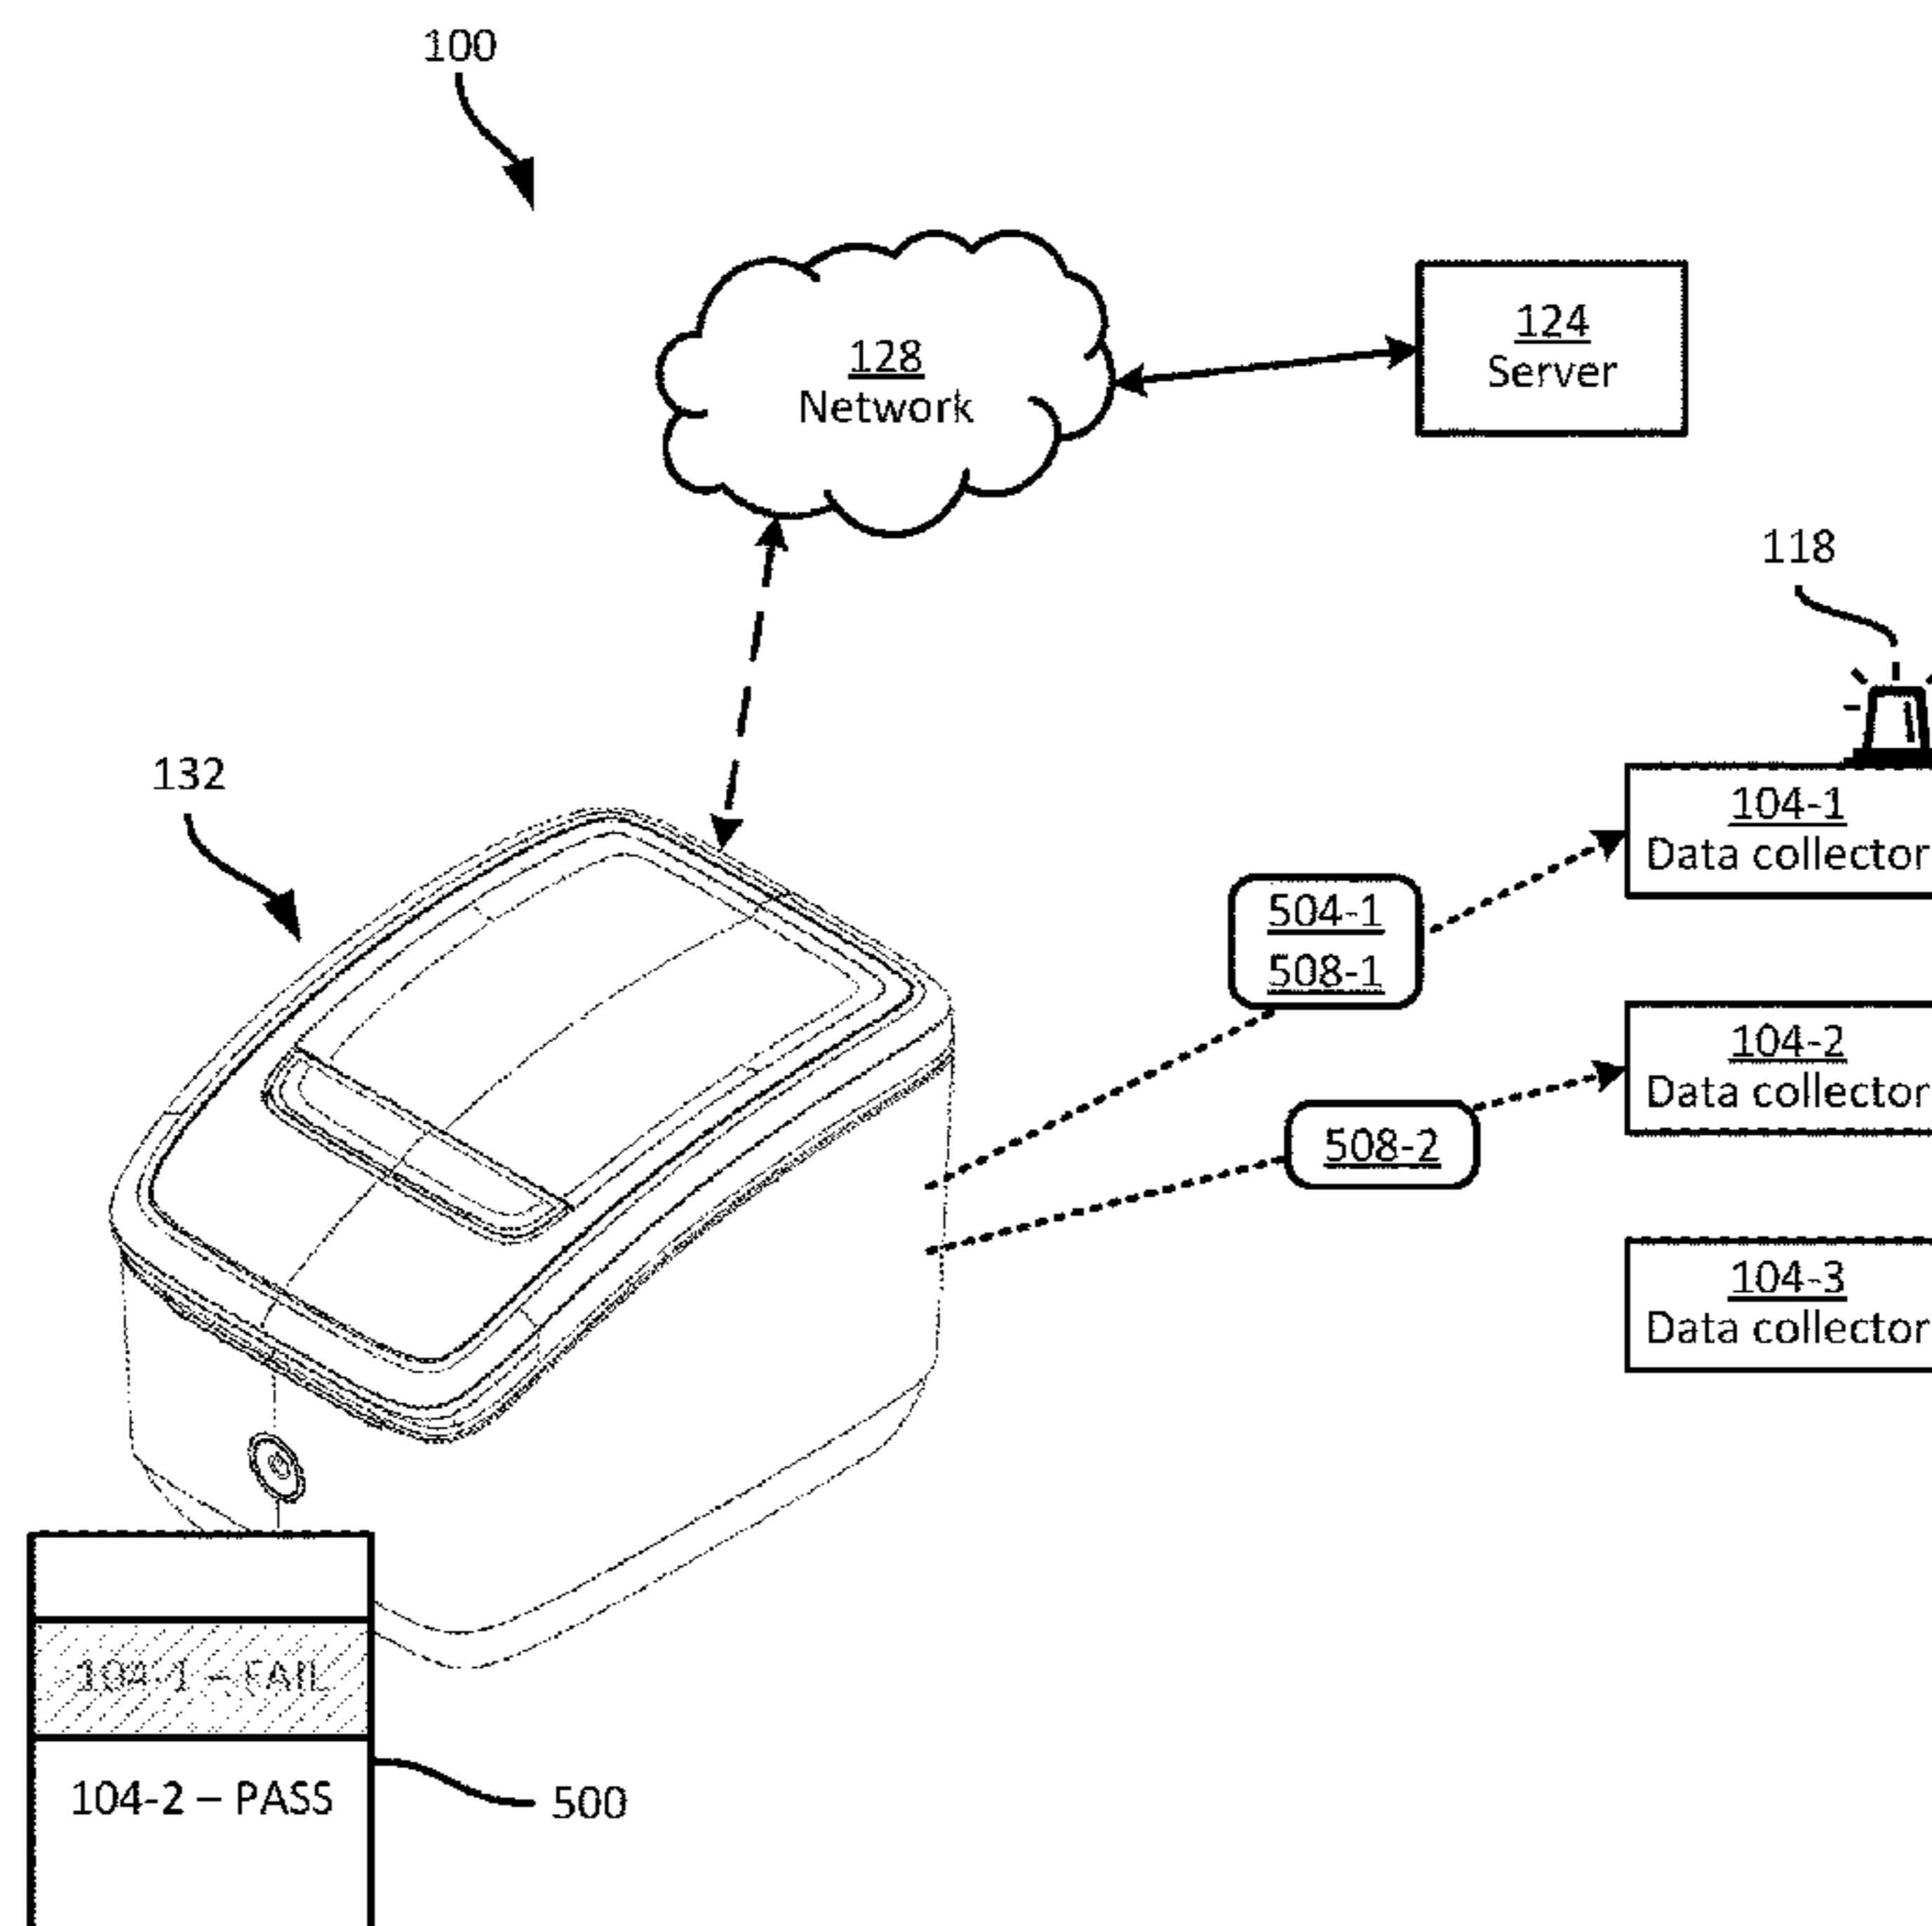 100
128
Network
124
Server
118
132
104-1
Data collector
504-1
508-1
104-2
Data collector
508-2
104-3
Data collector
104-1 – FAIL
104-2 – PASS
500